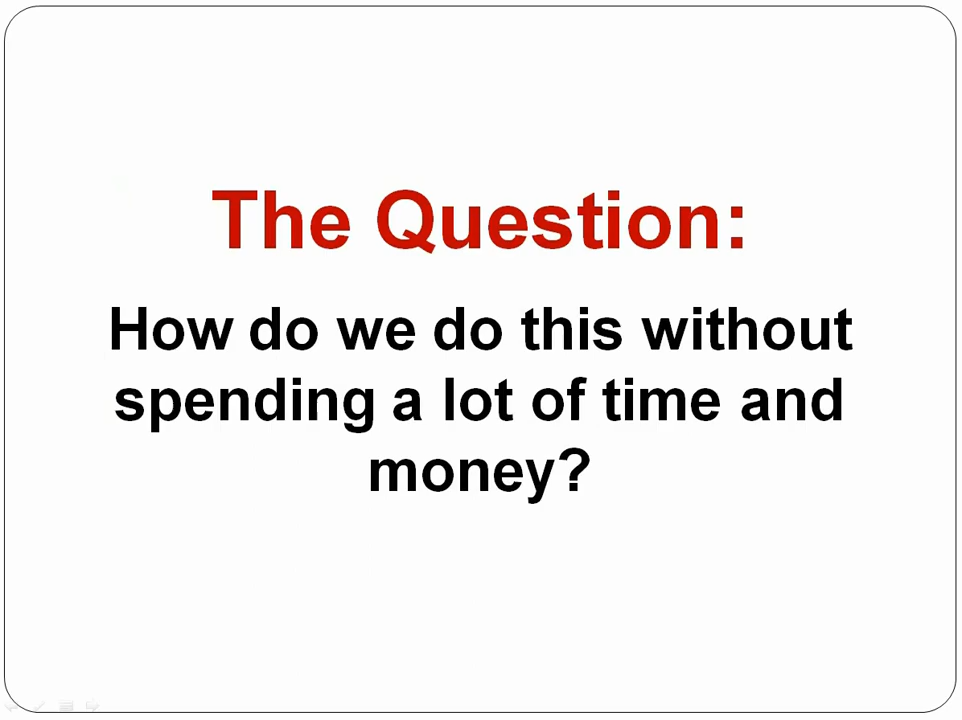 The Question:
How do we do this without
spending a lot of time and
money?